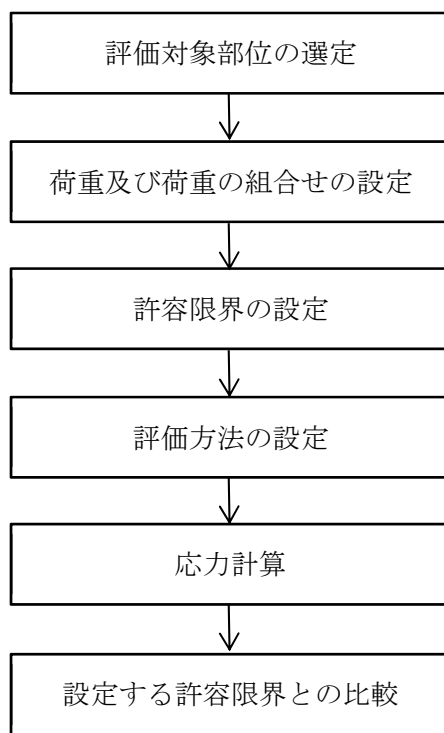 評価対象部位の選定
荷重及び荷重の組合せの設定
許容限界の設定
評価方法の設定
応力計算
設定する許容限界との比較